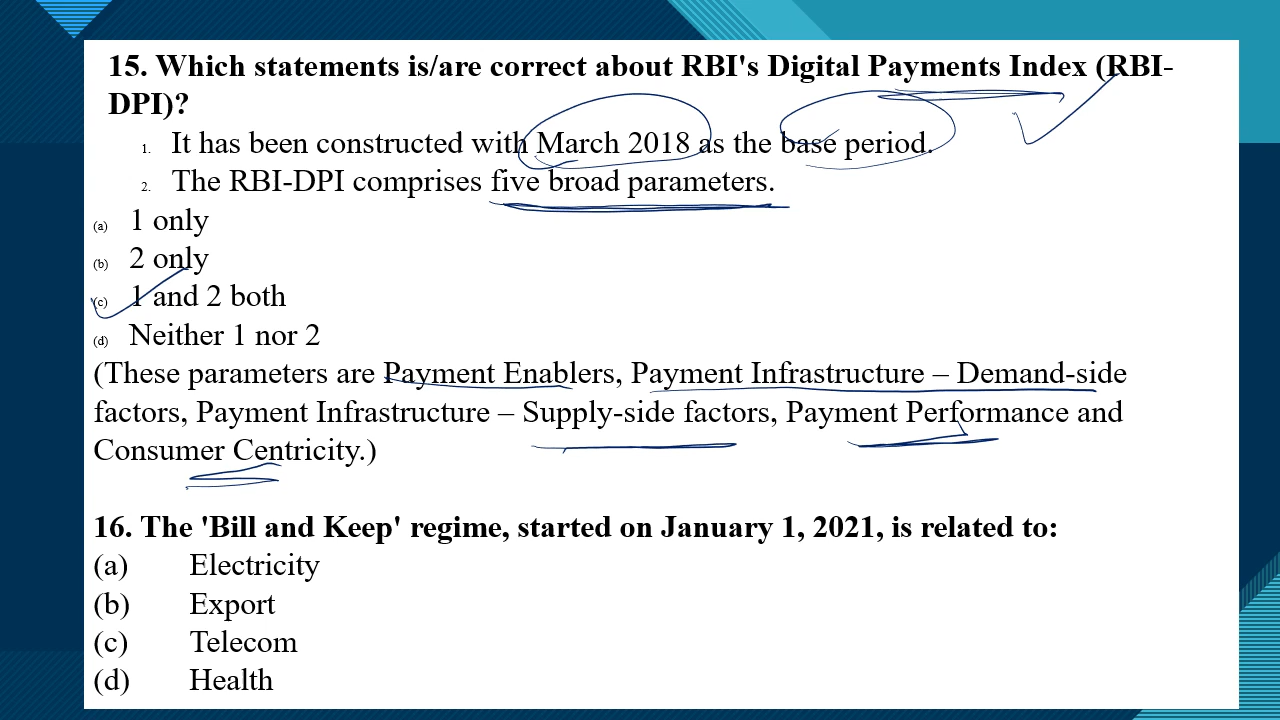 15. Which statements is/are correct about RBI's Digital Payments Index (RBI-
DPI)?
1. It has been constructed with March 2018 as the base period.
2. The RBI-DPI comprises five broad parameters.
(a) 1 only
(b) 2 only
(c) 1 and 2 both
(d) Neither 1 nor 2
(These parameters are Payment Enablers, Payment Infrastructure – Demand-side
factors, Payment Infrastructure – Supply-side factors, Payment Performance and
Consumer Centricity.)
16. The 'Bill and Keep' regime, started on January 1, 2021, is related to:
(a) Electricity
(b) Export
(c) Telecom
(d) Health